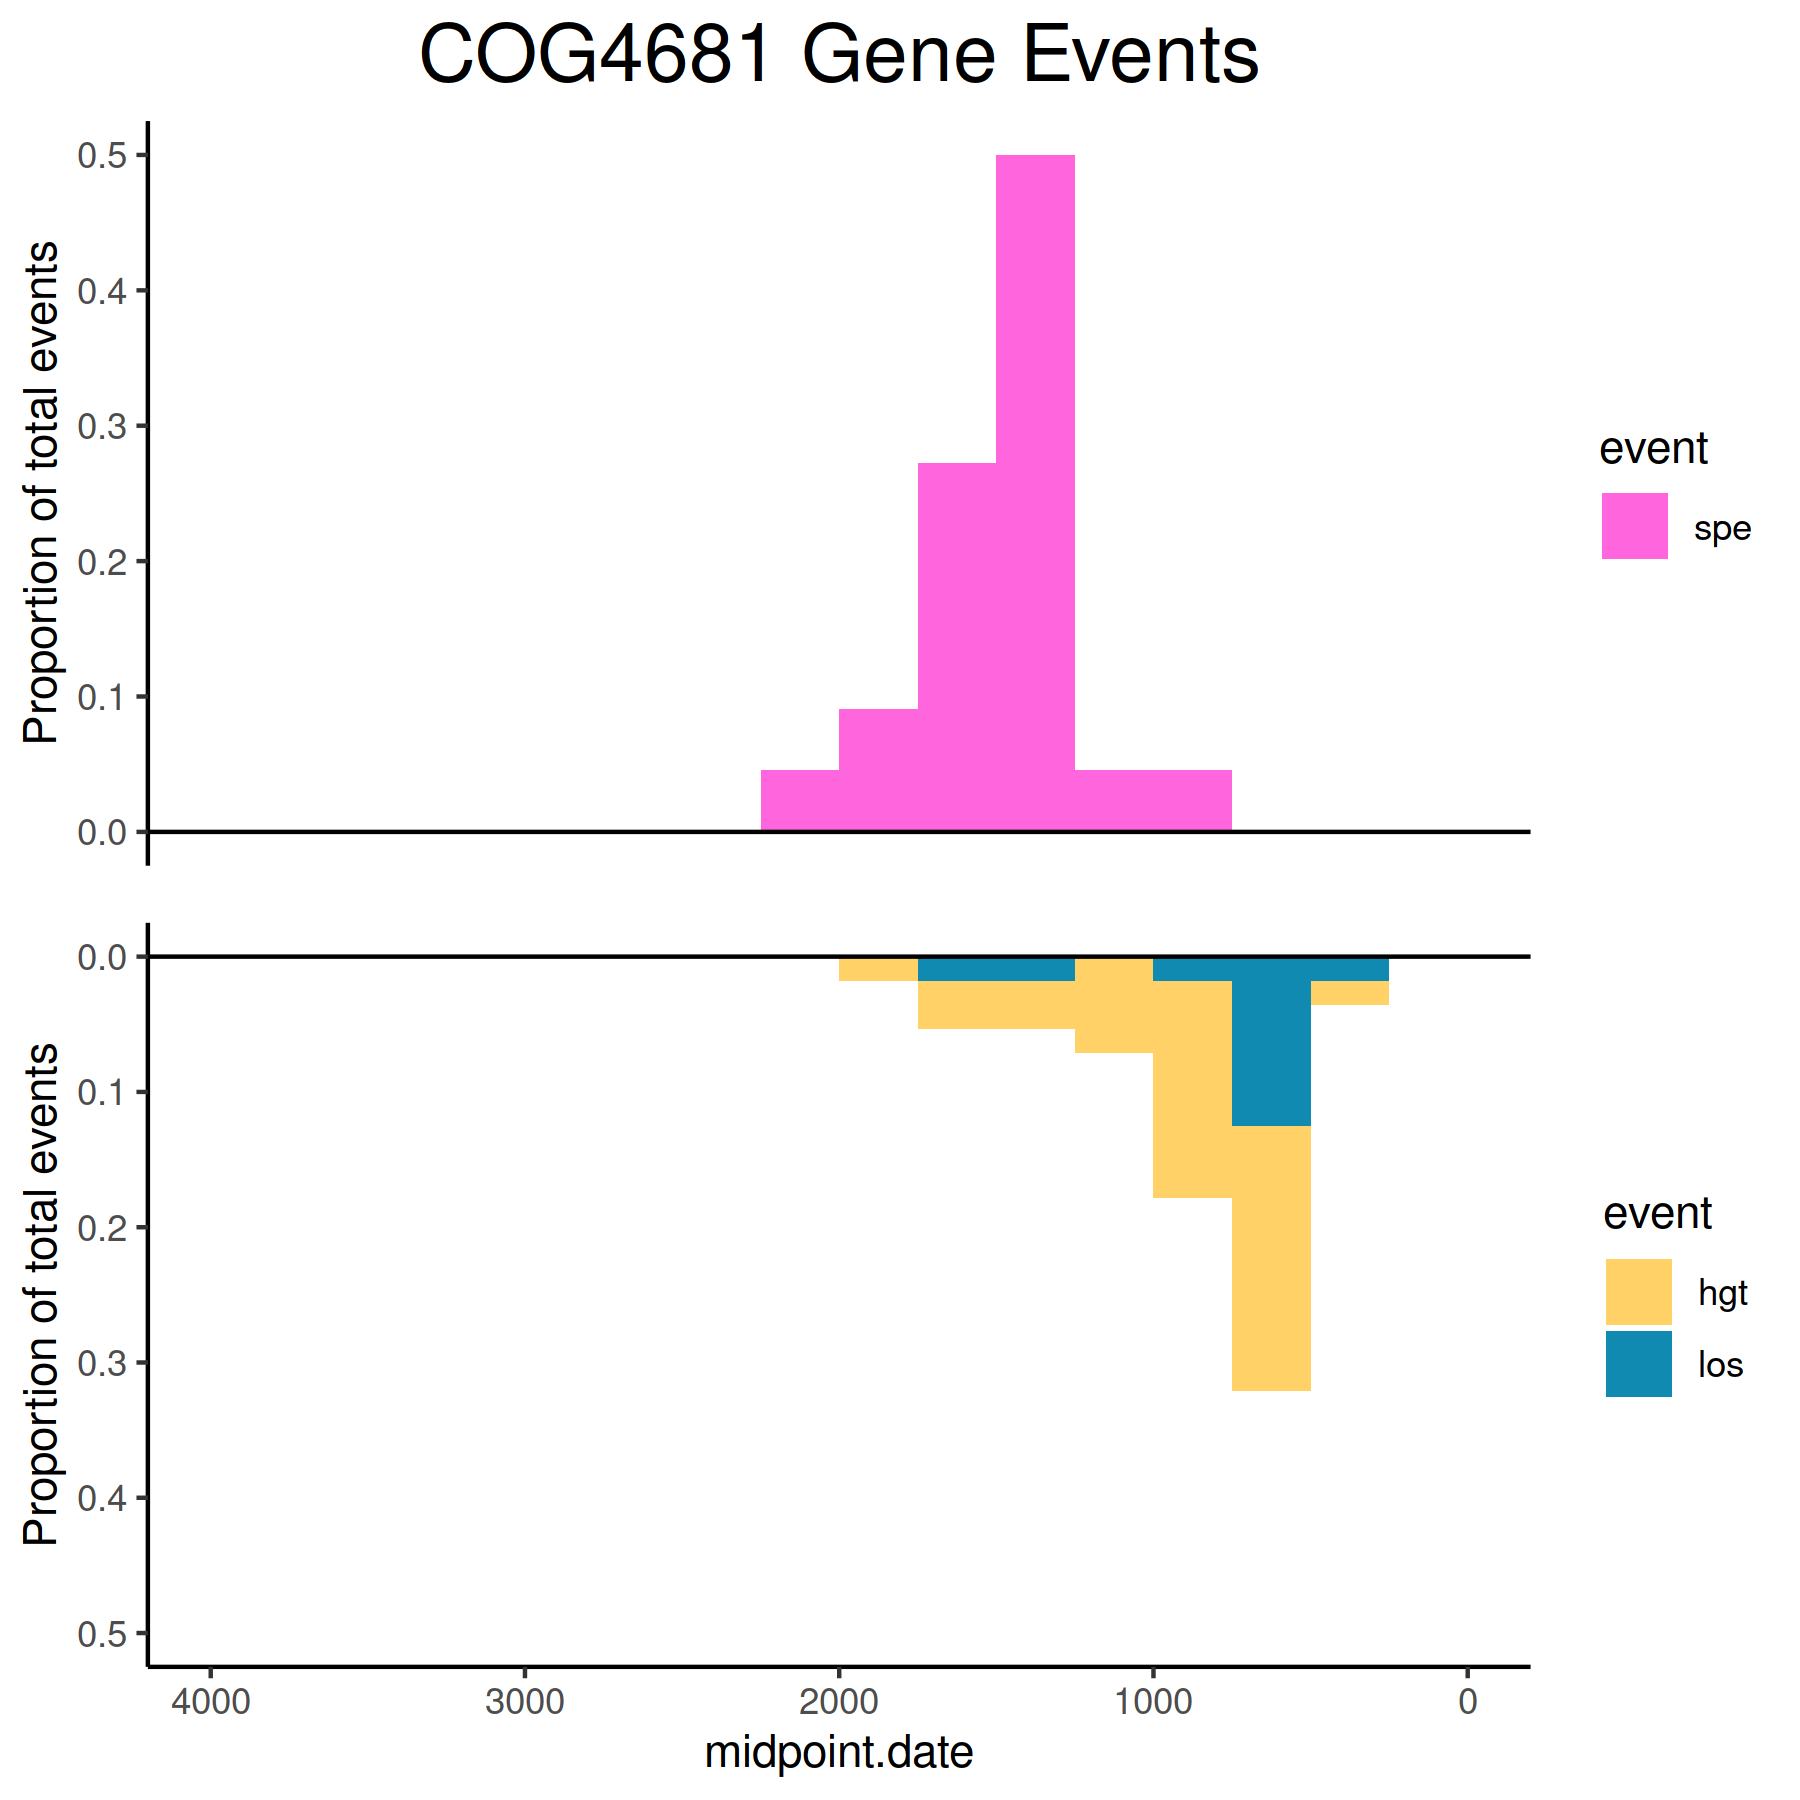 COG4681 Gene Events
Proportion of total events
0.5
0.4
0.3
0.2
0.1
0.0
event
spe
Proportion of total events
0.0
0.1
0.2
0.3
0.4
0.5
event
hgt
los
4000 3000 2000 1000 0
midpoint.date